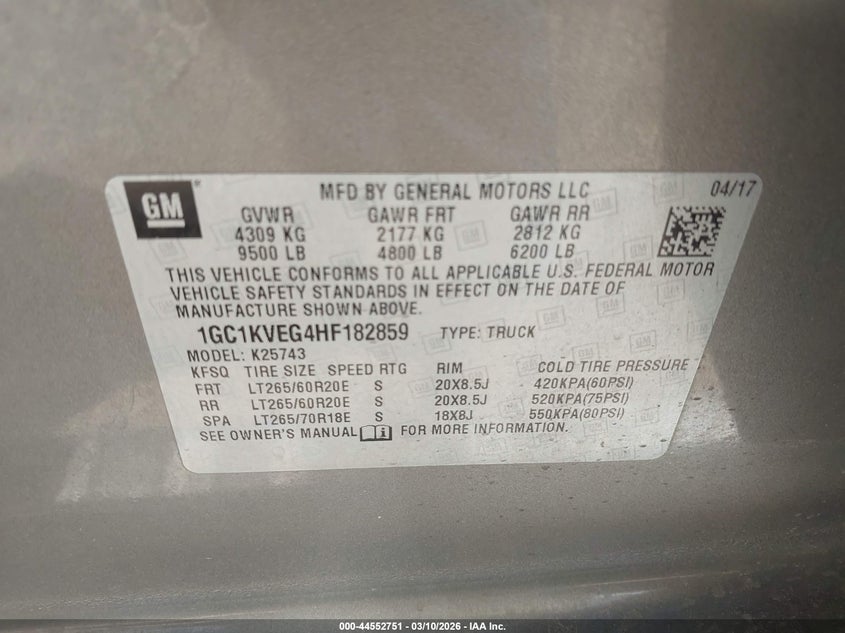 GM
MFD BY GENERAL MOTORS LLC 04/17
GVWR GAWR FRT GAWR RR
4309 KG 2177 KG 2812 KG
9500 LB 4800 LB 6200 LB
THIS VEHICLE CONFORMS TO ALL APPLICABLE U.S. FEDERAL MOTOR
VEHICLE SAFETY STANDARDS IN EFFECT ON THE DATE OF
MANUFACTURE SHOWN ABOVE.
1GC1KVEG4HF182859 TYPE: TRUCK
MODEL: K25743
KFSQ TIRE SIZE SPEED RTG RIM COLD TIRE PRESSURE
FRT LT265/60R20E S 20X8.5J 420KPA(60PSI)
RR LT265/60R20E S 20X8.5J 520KPA(75PSI)
SPA LT265/70R18E S 18X8J 550KPA(80PSI)
SEE OWNER'S MANUAL FOR MORE INFORMATION.
000-44552751 — 03/10/2026 — IAA Inc.